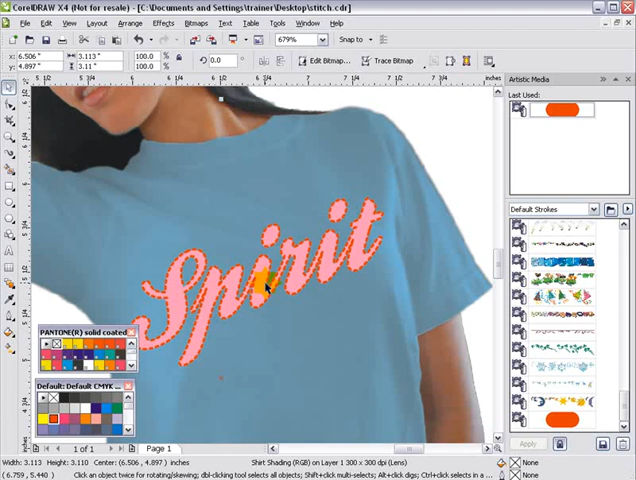 CorelDRAW X4 (Not for resale) - [C:\Documents and Settings\trainer\Desktop\stitch.cdr]
File Edit View Layout Arrange Effects Bitmaps Text Table Tools Window Help
679% Snap to
x: 6.506 " 3.113 " 100.0 % 0.0 ° Edit Bitmap... Trace Bitmap
y: 4.897 " 3.11 " 100.0 %
inches
Artistic Media
Last Used:
Default Strokes
Spirit
PANTONE(R) solid coated
Default: Default CMYK ...
Apply
1 of 1 Page 1
Width: 3.113 Height: 3.110 Center: (6.506, 4.897) inches Shirt Shading (RGB) on Layer 1 300 x 300 dpi (Lens) None
(6.759, 5.440) Click an object twice for rotating/skewing; dbl-clicking tool selects all objects; Shift+click multi-selects; Alt+click digs; Ctrl+click selects in a ... None